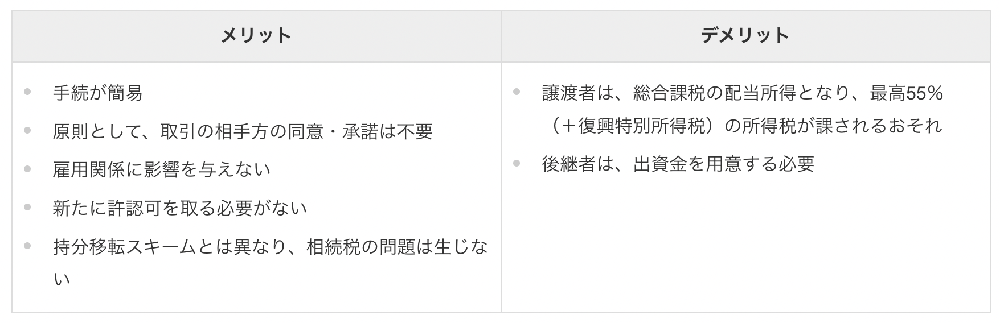 メリット
デメリット
手続が簡易
原則として、取引の相手方の同意・承諾は不要
雇用関係に影響を与えない
新たに許認可を取る必要がない
持分移転スキームとは異なり、相続税の問題は生じな
い
譲渡者は、総合課税の配当所得となり、最高55%
（＋復興特別所得税）の所得税が課されるおそれ
後継者は、出資金を用意する必要